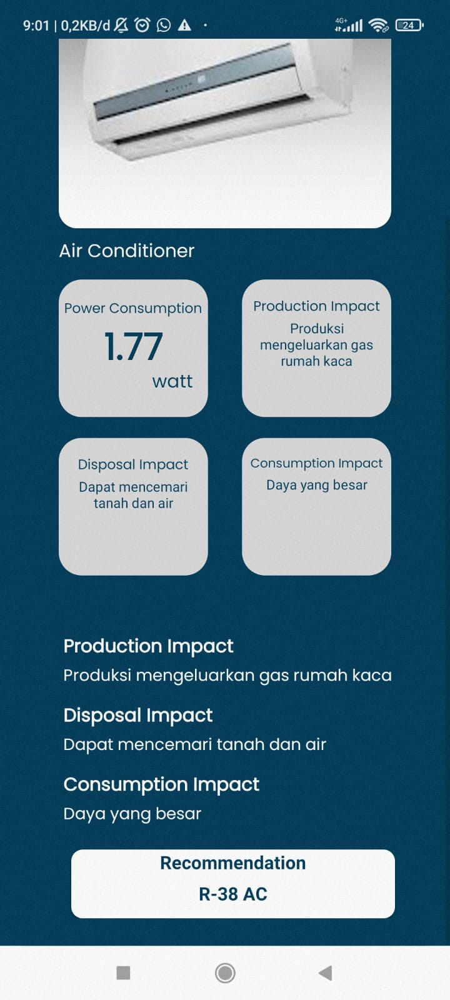 9:01 | 0,2KB/d
4G+
24
Air Conditioner
Power Consumption
1.77
watt
Production Impact
Produksi
mengeluarkan gas
rumah kaca
Disposal Impact
Dapat mencemari
tanah dan air
Consumption Impact
Daya yang besar
Production Impact
Produksi mengeluarkan gas rumah kaca
Disposal Impact
Dapat mencemari tanah dan air
Consumption Impact
Daya yang besar
Recommendation
R-38 AC